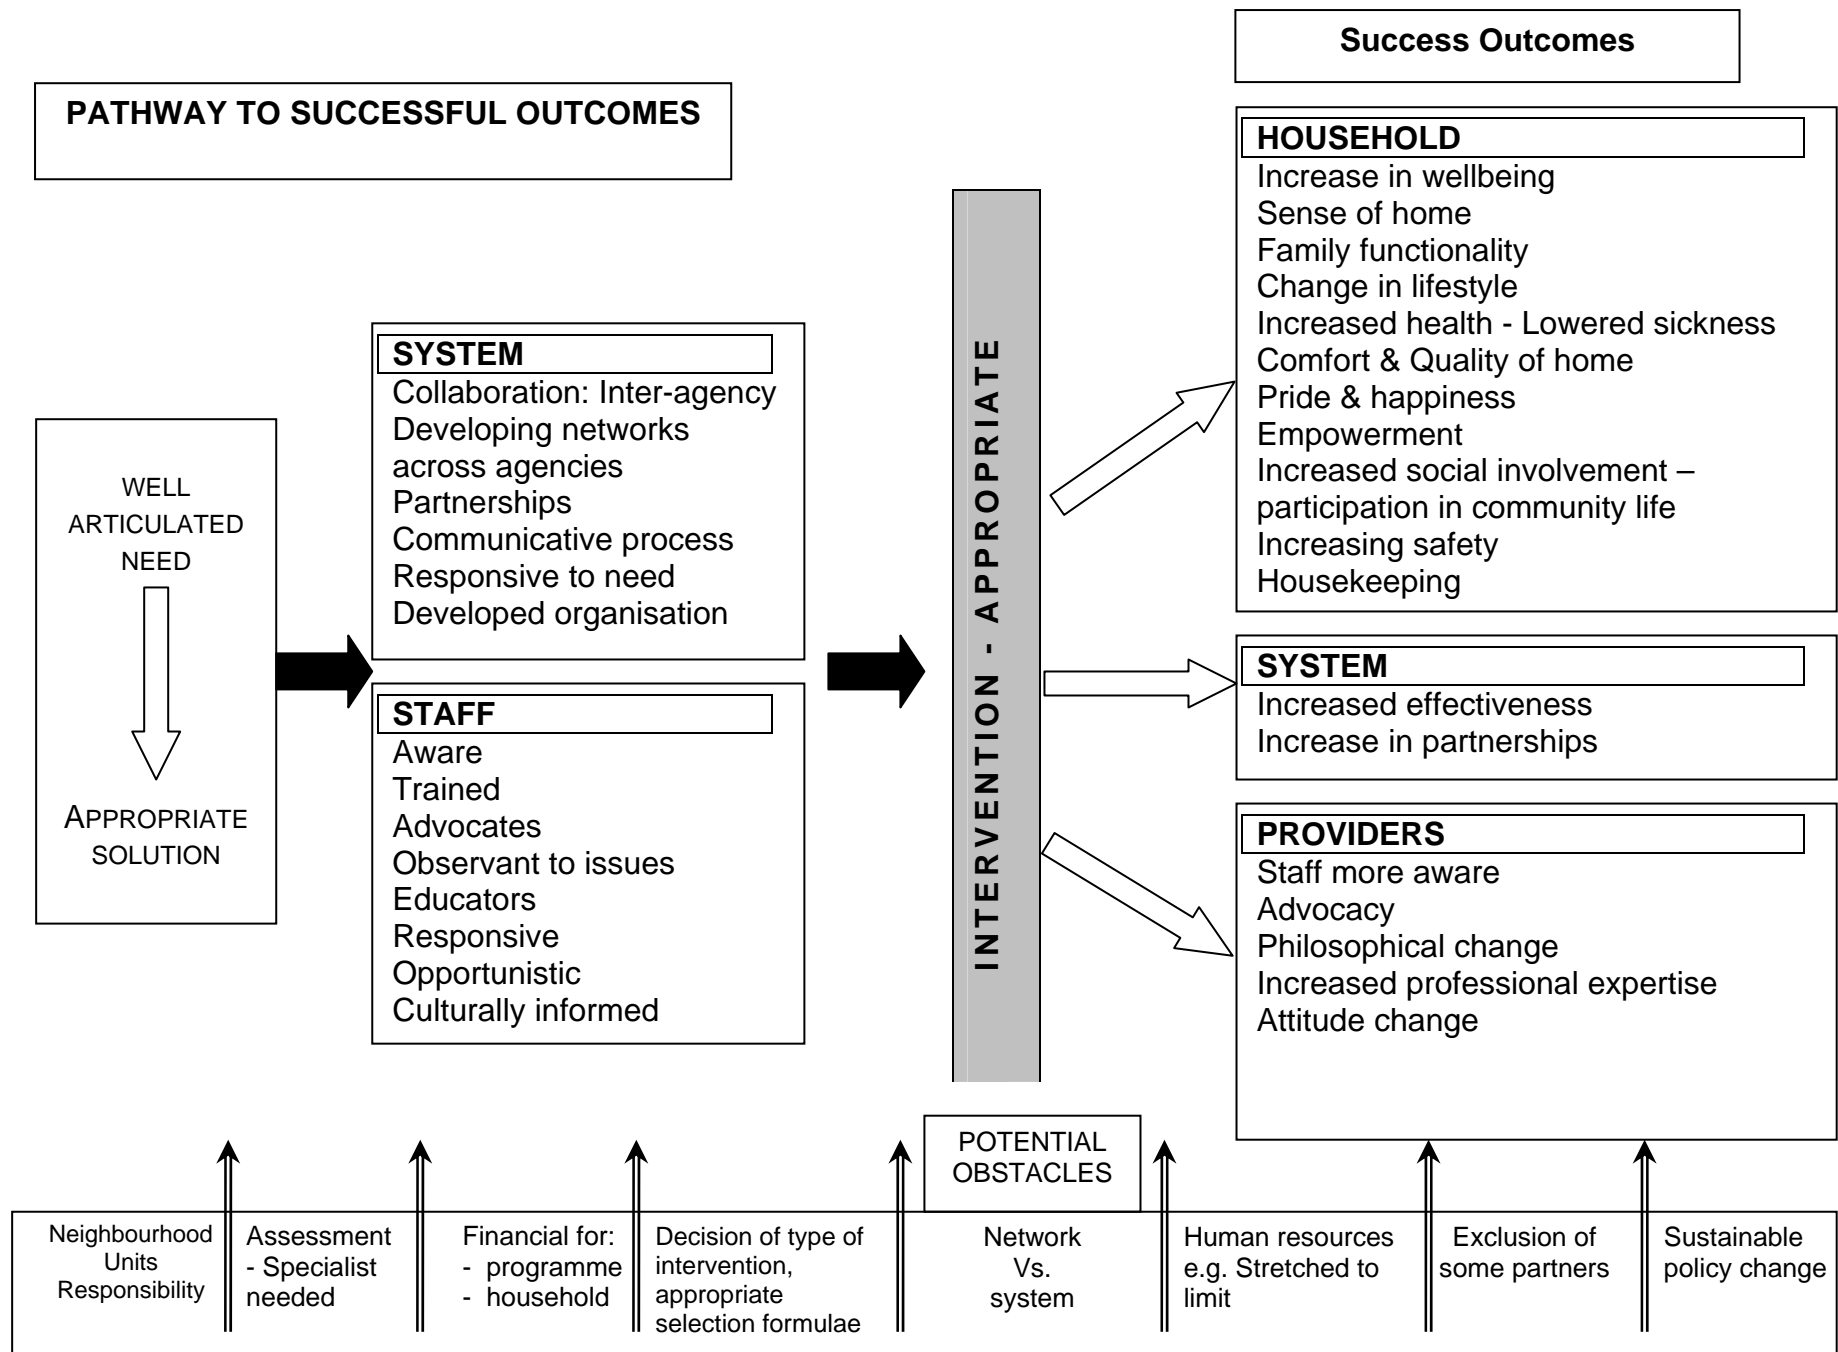 Success Outcomes
PATHWAY TO SUCCESSFUL OUTCOMES
WELL
ARTICULATED
NEED
APPROPRIATE
SOLUTION
SYSTEM
Collaboration: Inter-agency
Developing networks
across agencies
Partnerships
Communicative process
Responsive to need
Developed organisation
STAFF
Aware
Trained
Advocates
Observant to issues
Educators
Responsive
Opportunistic
Culturally informed
INTERVENTION - APPROPRIATE
HOUSEHOLD
Increase in wellbeing
Sense of home
Family functionality
Change in lifestyle
Increased health - Lowered sickness
Comfort & Quality of home
Pride & happiness
Empowerment
Increased social involvement –
participation in community life
Increasing safety
Housekeeping
SYSTEM
Increased effectiveness
Increase in partnerships
PROVIDERS
Staff more aware
Advocacy
Philosophical change
Increased professional expertise
Attitude change
POTENTIAL
OBSTACLES
Neighbourhood
Units
Responsibility
Assessment
- Specialist
needed
Financial for:
- programme
- household
Decision of type of
intervention,
appropriate
selection formulae
Network
Vs.
system
Human resources
e.g. Stretched to
limit
Exclusion of
some partners
Sustainable
policy change